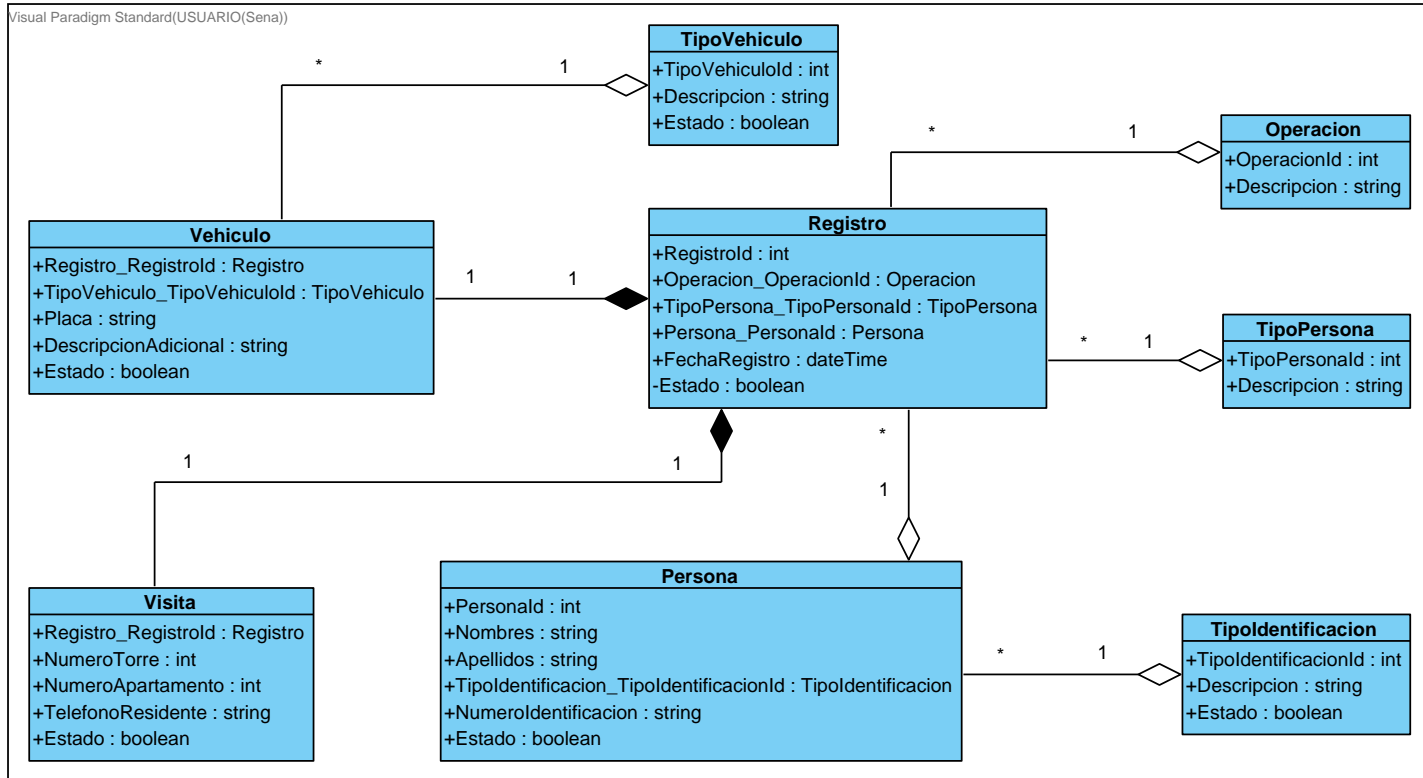 Visual Paradigm Standard(USUARIO(Sena))
TipoVehiculo
+TipoVehiculoId : int
+Descripcion : string
+Estado : boolean
*
1
Operacion
+OperacionId : int
+Descripcion : string
*
1
Vehiculo
+Registro_RegistroId : Registro
+TipoVehiculo_TipoVehiculoId : TipoVehiculo
+Placa : string
+DescripcionAdicional : string
+Estado : boolean
1
1
Registro
+RegistroId : int
+Operacion_OperacionId : Operacion
+TipoPersona_TipoPersonaId : TipoPersona
+Persona_PersonaId : Persona
+FechaRegistro : dateTime
-Estado : boolean
*
1
TipoPersona
+TipoPersonaId : int
+Descripcion : string
1
1
*
1
Visita
+Registro_RegistroId : Registro
+NumeroTorre : int
+NumeroApartamento : int
+TelefonoResidente : string
+Estado : boolean
Persona
+PersonaId : int
+Nombres : string
+Apellidos : string
+TipoIdentificacion_TipoIdentificacionId : TipoIdentificacion
+NumeroIdentificacion : string
+Estado : boolean
*
1
TipoIdentificacion
+TipoIdentificacionId : int
+Descripcion : string
+Estado : boolean